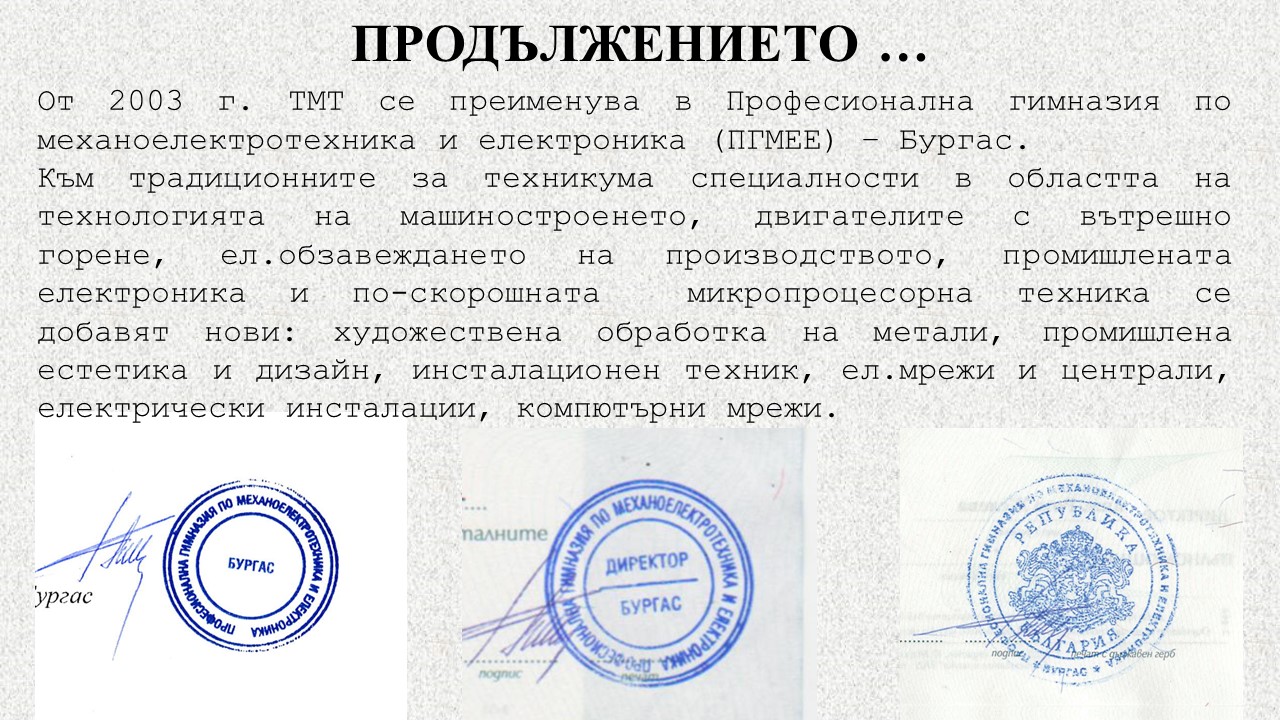 ПРОДЪЛЖЕНИЕТО ...
От 2003 г. ТМТ се преименува в Професионална гимназия по
механоелектротехника и електроника (ПГМЕЕ) – Бургас.
Към традиционните за техникума специалности в областта на
технологията на машиностроенето, двигателите с вътрешно
горене, ел.обзавеждането на производството, промишлената
електроника и по-скорошната микропроцесорна техника се
добавят нови: художествена обработка на метали, промишлена
естетика и дизайн, инсталационен техник, ел.мрежи и централи,
електрически инсталации, компютърни мрежи.
ПРОФЕСИОНАЛНА ГИМНАЗИЯ ПО МЕХАНОЕЛЕКТРОТЕХНИКА И ЕЛЕКТРОНИКА
БУРГАС
ургас
талните
ПРОФЕСИОНАЛНА ГИМНАЗИЯ ПО МЕХАНОЕЛЕКТРОТЕХНИКА И ЕЛЕКТРОНИКА
ДИРЕКТОР
БУРГАС
подпис
печат
ПРОФЕСИОНАЛНА ГИМНАЗИЯ ПО МЕХАНОЕЛЕКТРОТЕХНИКА И ЕЛЕКТРОНИКА
БУРГАС
РЕПУБЛИКА
БЪЛГАРИЯ
подпис
печат с държавен герб